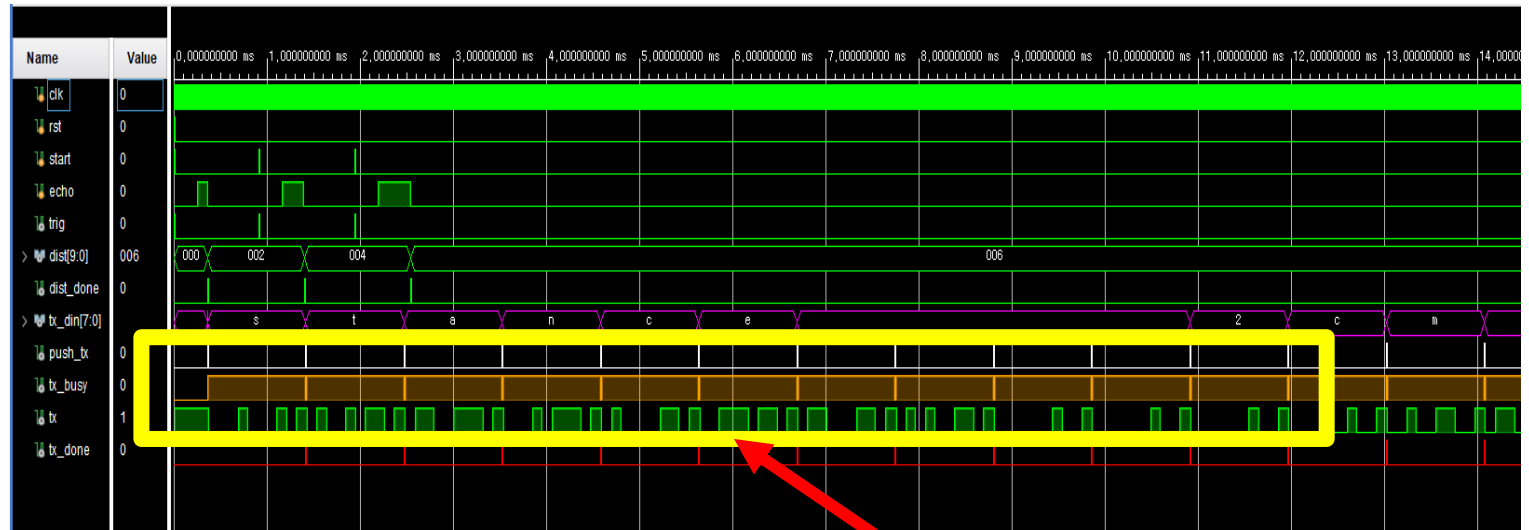 Name Value 0,000000000 ms 1,000000000 ms 2,000000000 ms 3,000000000 ms 4,000000000 ms 5,000000000 ms 6,000000000 ms 7,000000000 ms 8,000000000 ms 9,000000000 ms 10,000000000 ms 11,000000000 ms 12,000000000 ms 13,000000000 ms 14,0000
clk 0
rst 0
start 0
echo 0
trig 0
> dist[9:0] 006 000 002 004 006
dist_done 0
> tx_din[7:0] s t a n c e 2 c m
push_tx 0
tx_busy 0
tx 1
tx_done 0